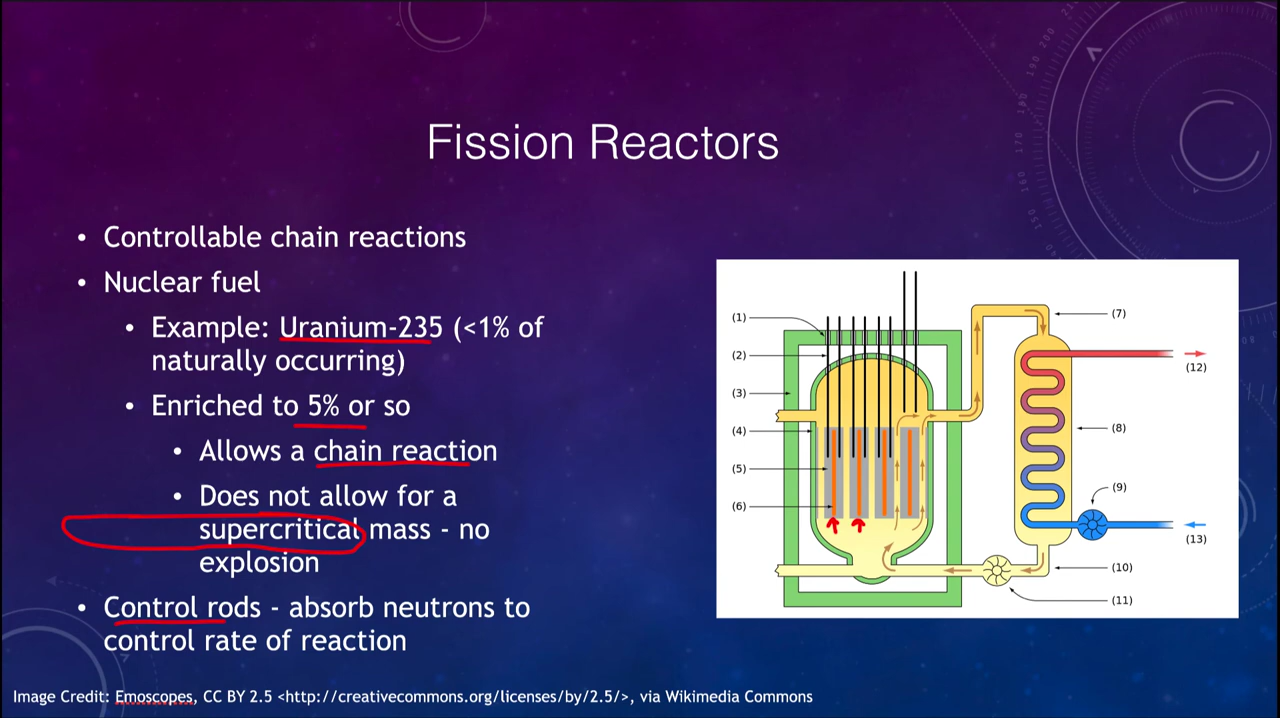 Fission Reactors
• Controllable chain reactions
• Nuclear fuel
• Example: Uranium-235 (<1% of
naturally occurring)
• Enriched to 5% or so
• Allows a chain reaction
• Does not allow for a
supercritical mass - no
explosion
• Control rods - absorb neutrons to
control rate of reaction
(1)
(2)
(3)
(4)
(5)
(6)
(7)
(12)
(8)
(9)
(13)
(10)
(11)
Image Credit: Emoscopes, CC BY 2.5 <http://creativecommons.org/licenses/by/2.5/>, via Wikimedia Commons